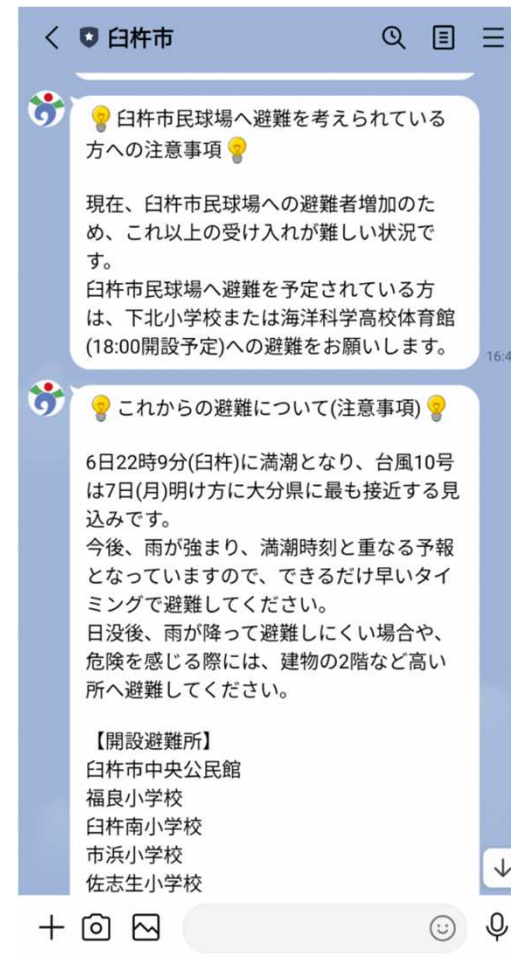 臼杵市
💡臼杵市民球場へ避難を考えられている
方への注意事項💡
現在、臼杵市民球場への避難者増加のた
め、これ以上の受け入れが難しい状況で
す。
臼杵市民球場へ避難を予定されている方
は、下北小学校または海洋科学高校体育館
(18:00開設予定)への避難をお願いします。
💡これからの避難について(注意事項)💡
6日22時9分(臼杵)に満潮となり、台風10号
は7日(月)明け方に大分県に最も接近する見
込みです。
今後、雨が強まり、満潮時刻と重なる予報
となっていますので、できるだけ早いタイ
ミングで避難してください。
日没後、雨が降って避難しにくい場合や、
危険を感じる際には、建物の2階など高い
所へ避難してください。
【開設避難所】
臼杵市中央公民館
福良小学校
臼杵南小学校
市浜小学校
佐志生小学校